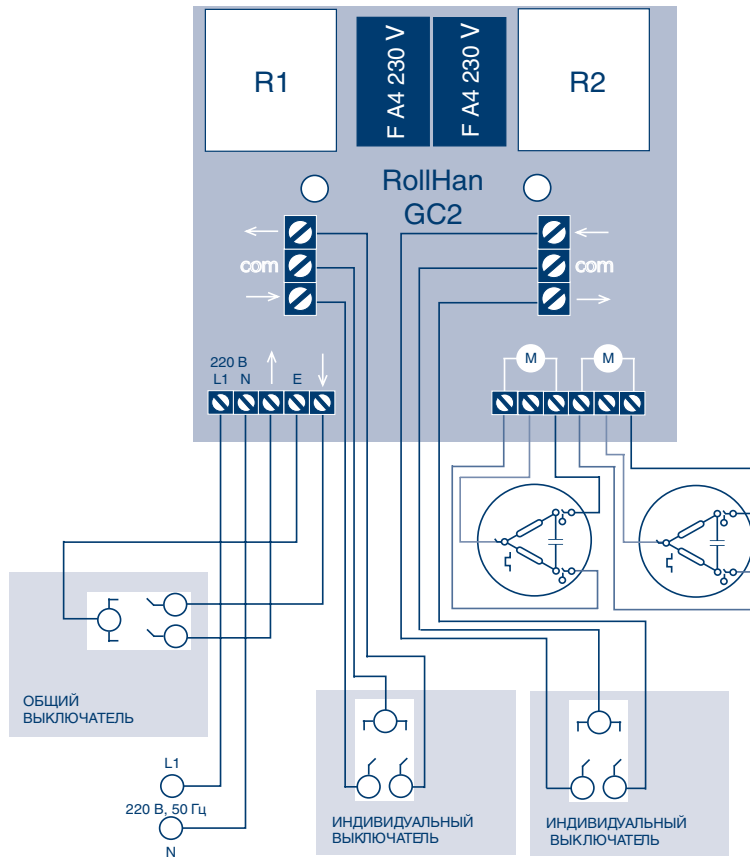 R1
F A4 230 V
F A4 230 V
R2
RollHan
GC2
com
com
220 В
L1 N E
M
M
ОБЩИЙ
ВЫКЛЮЧАТЕЛЬ
L1
220 В, 50 Гц
N
ИНДИВИДУАЛЬНЫЙ
ВЫКЛЮЧАТЕЛЬ
ИНДИВИДУАЛЬНЫЙ
ВЫКЛЮЧАТЕЛЬ